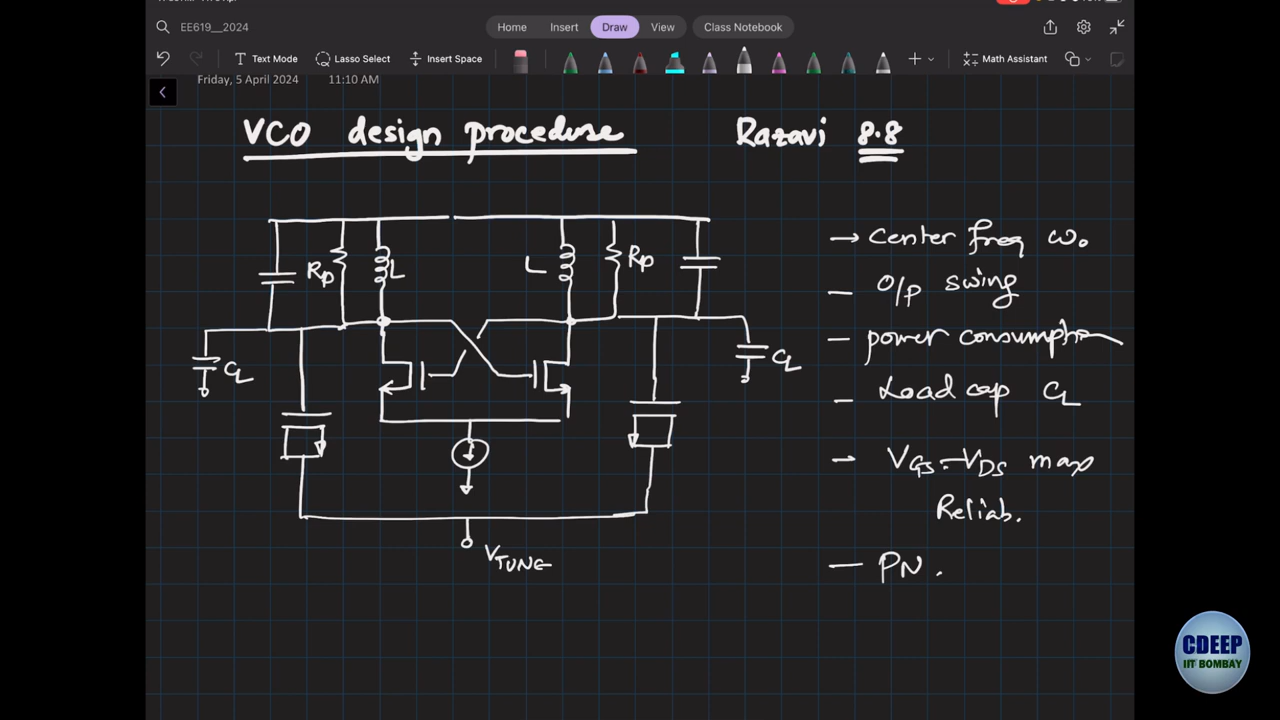 EE619__2024
Home Insert Draw View Class Notebook
Text Mode Lasso Select Insert Space Math Assistant
Friday, 5 April 2024 11:10 AM
VCO design procedure Razavi 8.8
Rp L L Rp
CL CL
VTUNE
→ Center freq ω₀
— O/p swing
— power consumption
— Load cap CL
— VGS - VDS max
Reliab.
— PN.
CDEEP
IIT BOMBAY